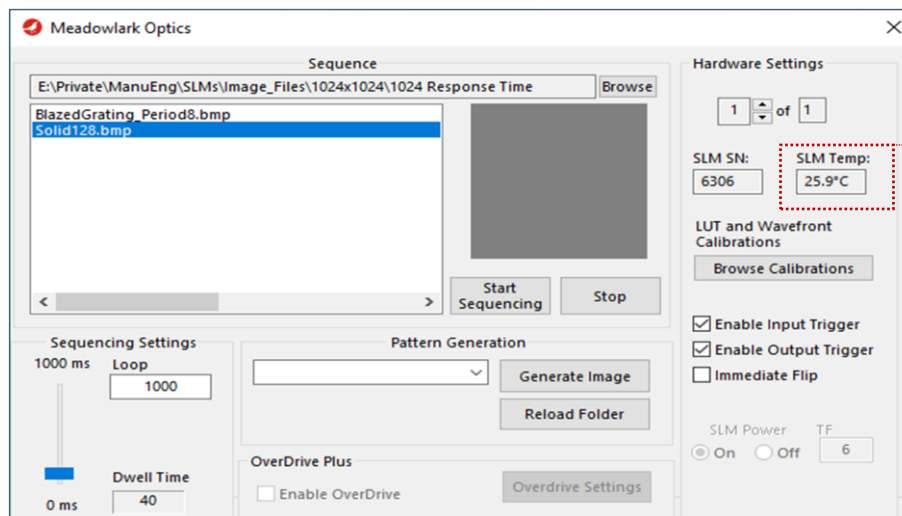 Meadowlark Optics
Sequence
E:\Private\ManuEng\SLMs\Image_Files\1024x1024\1024 Response Time
Browse
BlazedGrating_Period8.bmp
Solid128.bmp
Start
Sequencing
Stop
Hardware Settings
1 of 1
SLM SN:
SLM Temp:
6306
25.9°C
LUT and Wavefront
Calibrations
Browse Calibrations
Enable Input Trigger
Enable Output Trigger
Immediate Flip
SLM Power
TF
On
Off
6
Sequencing Settings
1000 ms
Loop
1000
Dwell Time
40
0 ms
Pattern Generation
Generate Image
Reload Folder
OverDrive Plus
Enable OverDrive
Overdrive Settings